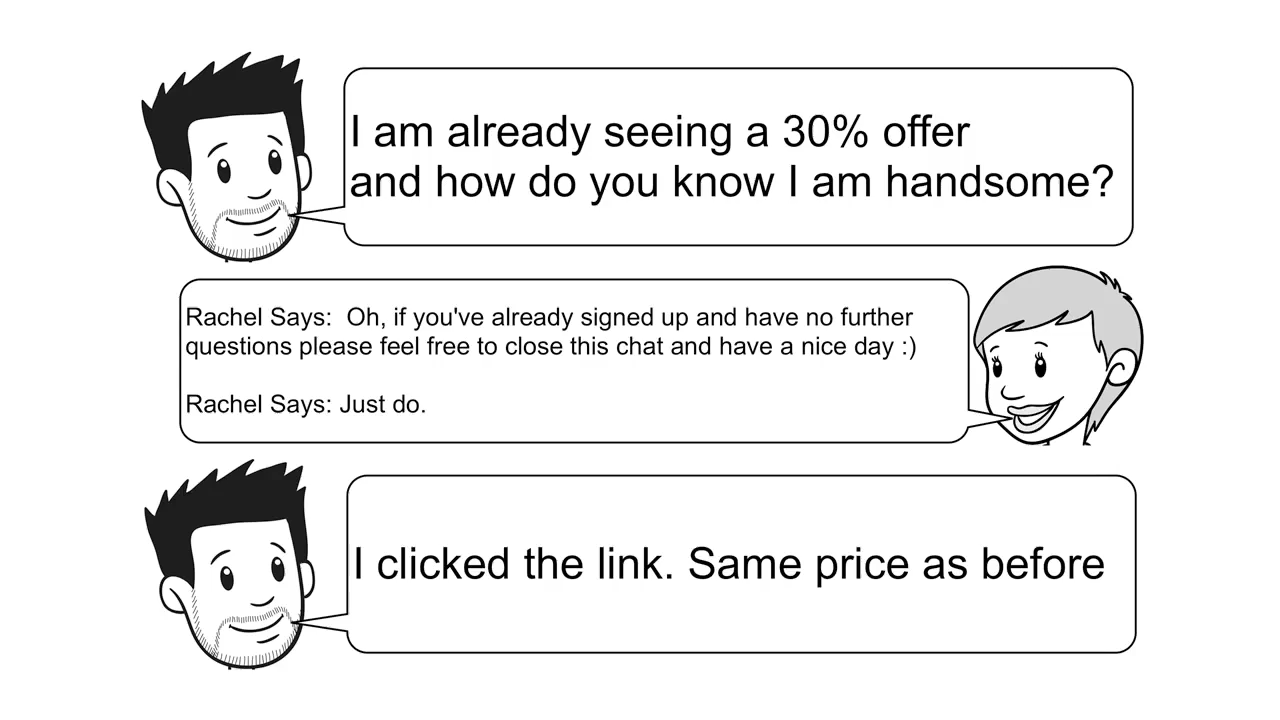 I am already seeing a 30% offer
and how do you know I am handsome?
Rachel Says:  Oh, if you've already signed up and have no further
questions please feel free to close this chat and have a nice day :)
Rachel Says: Just do.
I clicked the link. Same price as before